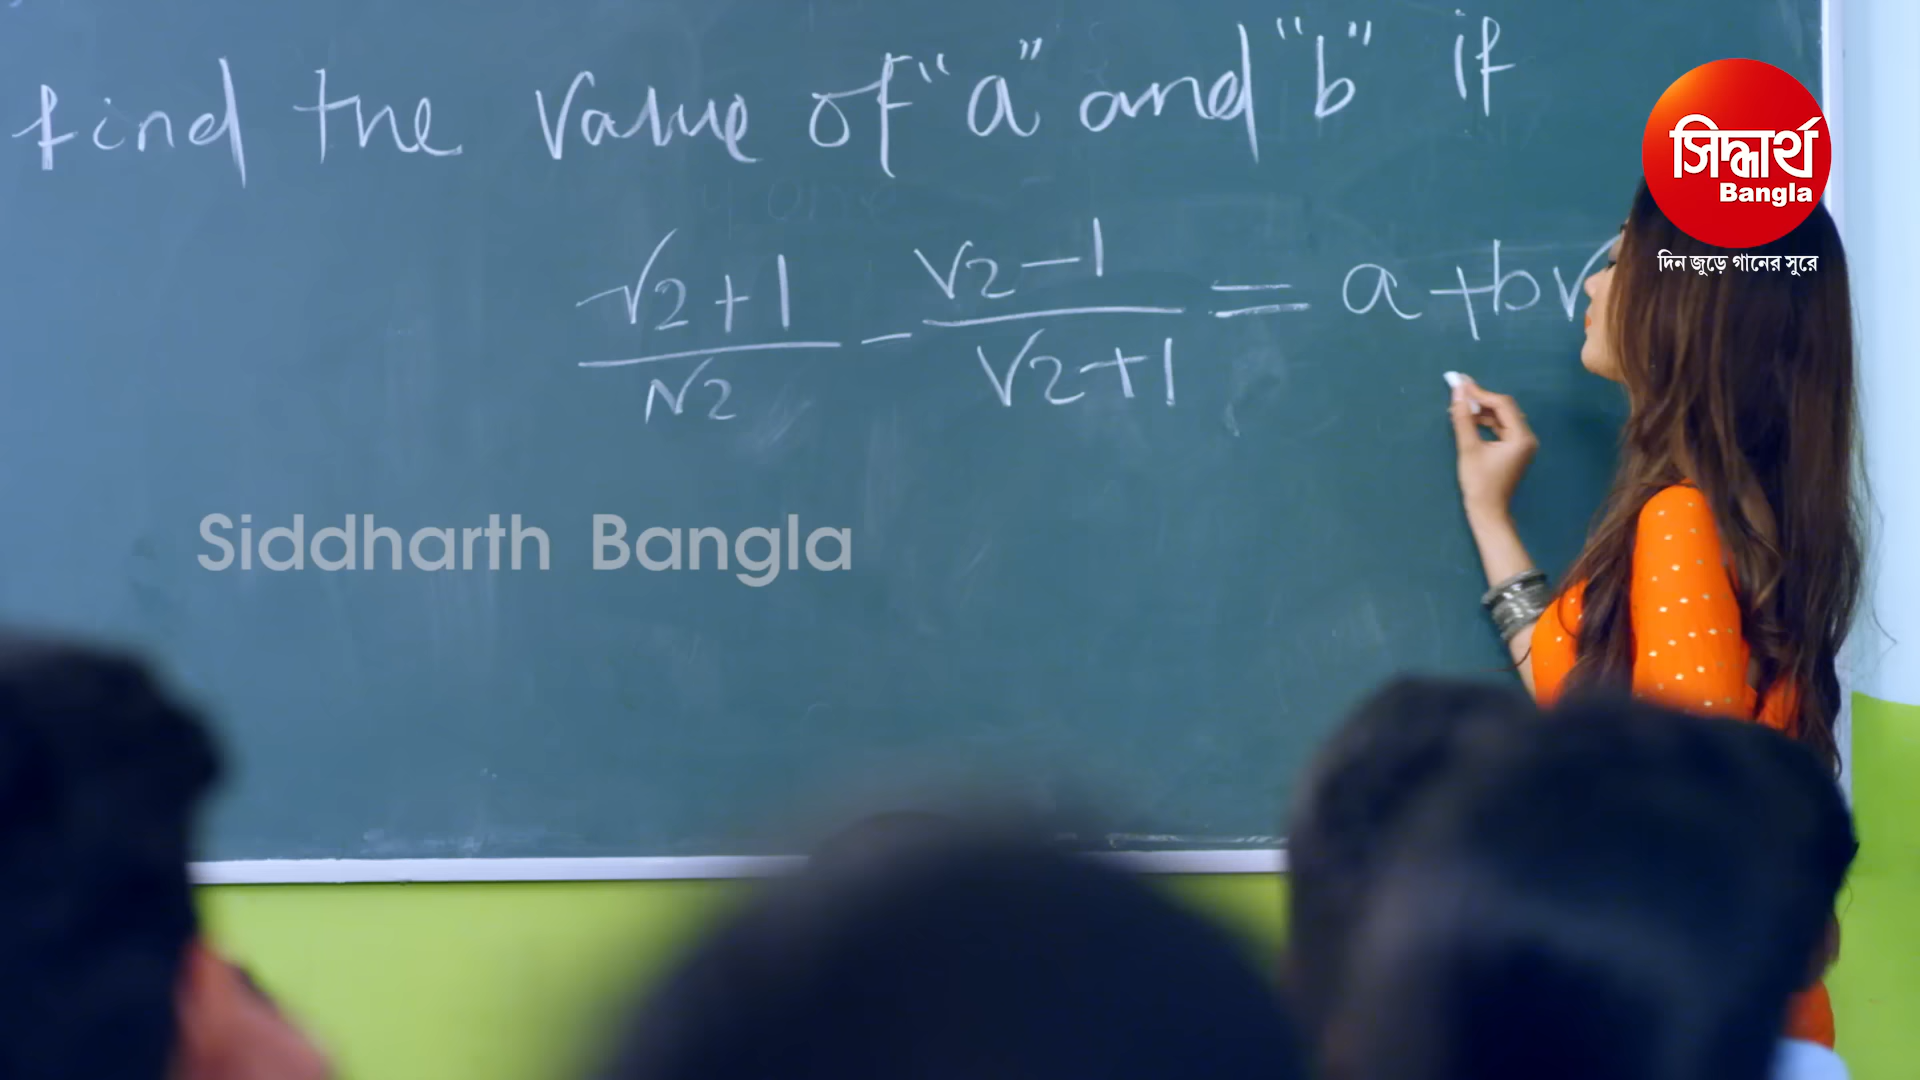 find the value of "a" and "b" if
√2+1 / √2 - √2-1 / √2+1 = a+b√
সিদ্ধার্থ
Bangla
দিন জুড়ে গানের সুরে
Siddharth Bangla